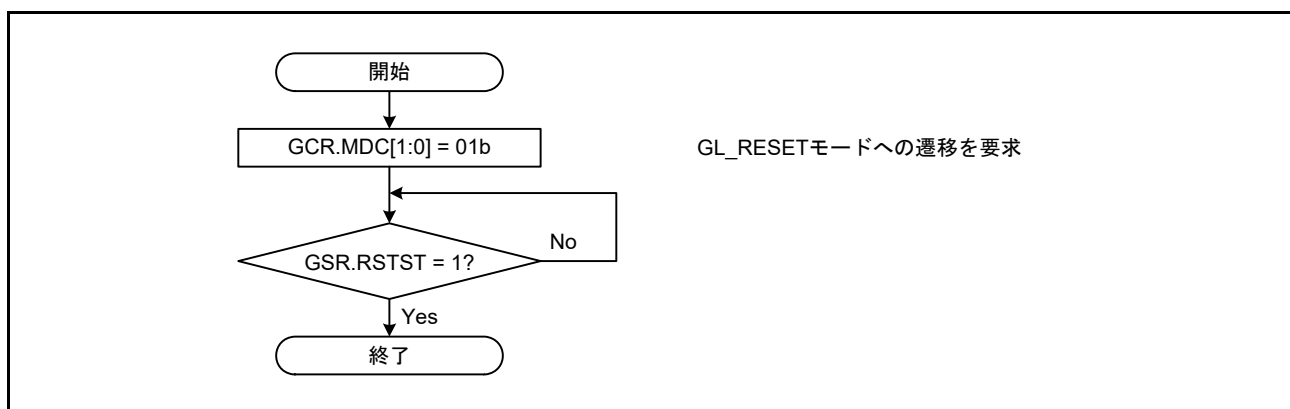 開始
GCR.MDC[1:0] = 01b
GL_RESETモードへの遷移を要求
No
GSR.RSTST = 1?
Yes
終了